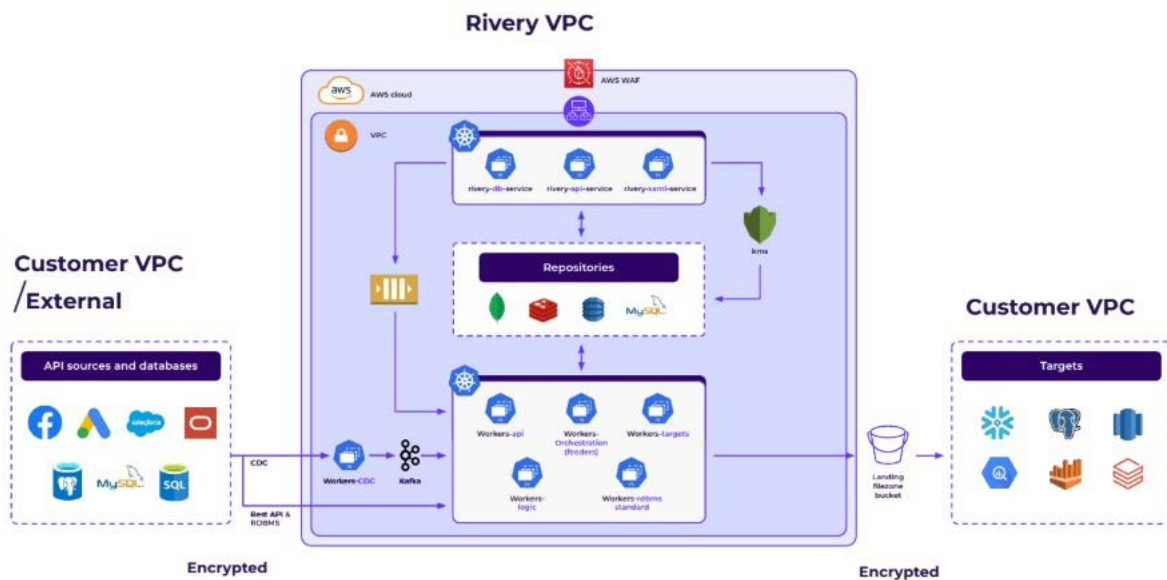 Rivery VPC
AWS WAF
aws
AWS cloud
VPC
rivery-db-service
rivery-api-service
rivery-saml-service
kms
Repositories
MySQL
Customer VPC
/External
API sources and databases
salesforce
MySQL
SQL
CDC
Workers-CDC
Kafka
Rest API &
RDBMS
Workers-api
Workers-
Orchestration
(feeders)
Workers-targets
Workers-
logic
Workers-rdbms
standard
Landing
filezone
bucket
Customer VPC
Targets
Encrypted
Encrypted